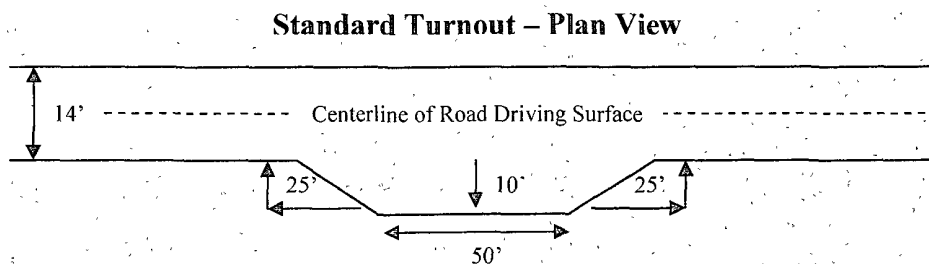 Standard Turnout – Plan View
14’
Centerline of Road Driving Surface
25’
10’
25’
50’